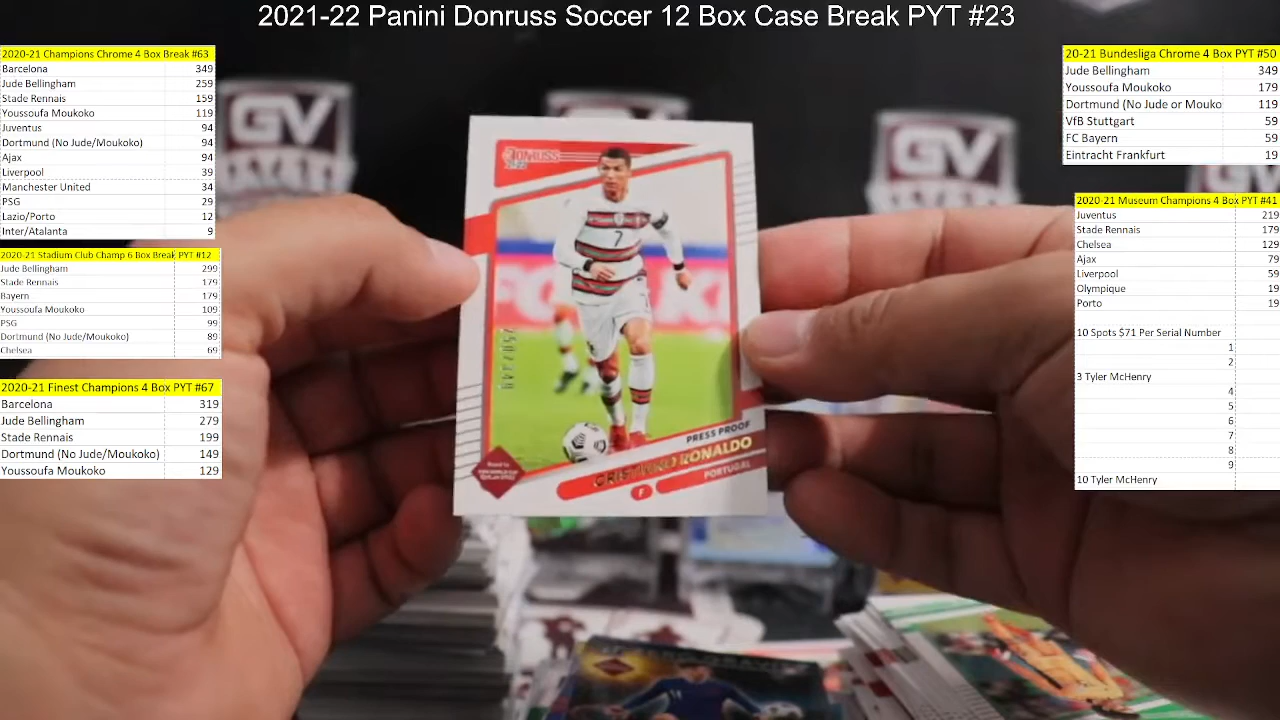 2021-22 Panini Donruss Soccer 12 Box Case Break PYT #23
2020-21 Champions Chrome 4 Box Break #63
Barcelona 349
Jude Bellingham 259
Stade Rennais 159
Youssoufa Moukoko 119
Juventus 94
Dortmund (No Jude/Moukoko) 94
Ajax 94
Liverpool 39
Manchester United 34
PSG 29
Lazio/Porto 12
Inter/Atalanta 9
2020-21 Stadium Club Champ 6 Box Break PYT #12
Jude Bellingham 299
Stade Rennais 179
Bayern 179
Youssoufa Moukoko 109
PSG 99
Dortmund (No Jude/Moukoko) 89
Chelsea 69
2020-21 Finest Champions 4 Box PYT #67
Barcelona 319
Jude Bellingham 279
Stade Rennais 199
Dortmund (No Jude/Moukoko) 149
Youssoufa Moukoko 129
GV
GV
DONRUSS
21-22
7
PRESS PROOF
CRISTIANO RONALDO
PORTUGAL
F
Road to
20-21 Bundesliga Chrome 4 Box PYT #50
Jude Bellingham 349
Youssoufa Moukoko 179
Dortmund (No Jude or Mouko 119
VfB Stuttgart 59
FC Bayern 59
Eintracht Frankfurt 19
2020-21 Museum Champions 4 Box PYT #41
Juventus 219
Stade Rennais 179
Chelsea 129
Ajax 79
Liverpool 59
Olympique 19
Porto 19
10 Spots $71 Per Serial Number
1
2
3 Tyler McHenry
4
5
6
7
8
9
10 Tyler McHenry